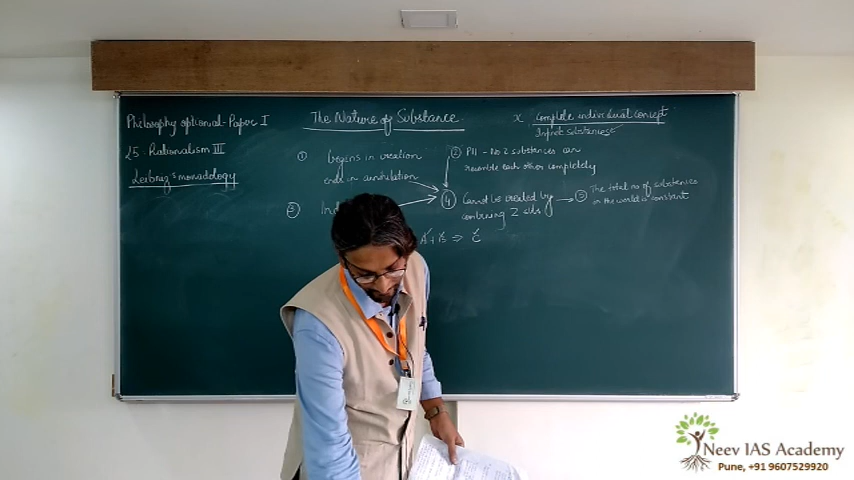 Philosophy optional - Paper I
L5. Rationalism III
Leibniz's monadology
The Nature of Substance
X Complete individual concept
Infinite substances
① begins in creation
ends in annihilation
② PII - No 2 substances can
resemble each other completely
③ Ind
④ Cannot be created by
combining 2 subs
⑤ The total no of substances
in the world is constant
A + B ⇒ C
Neev IAS Academy
Pune, +91 9607529920